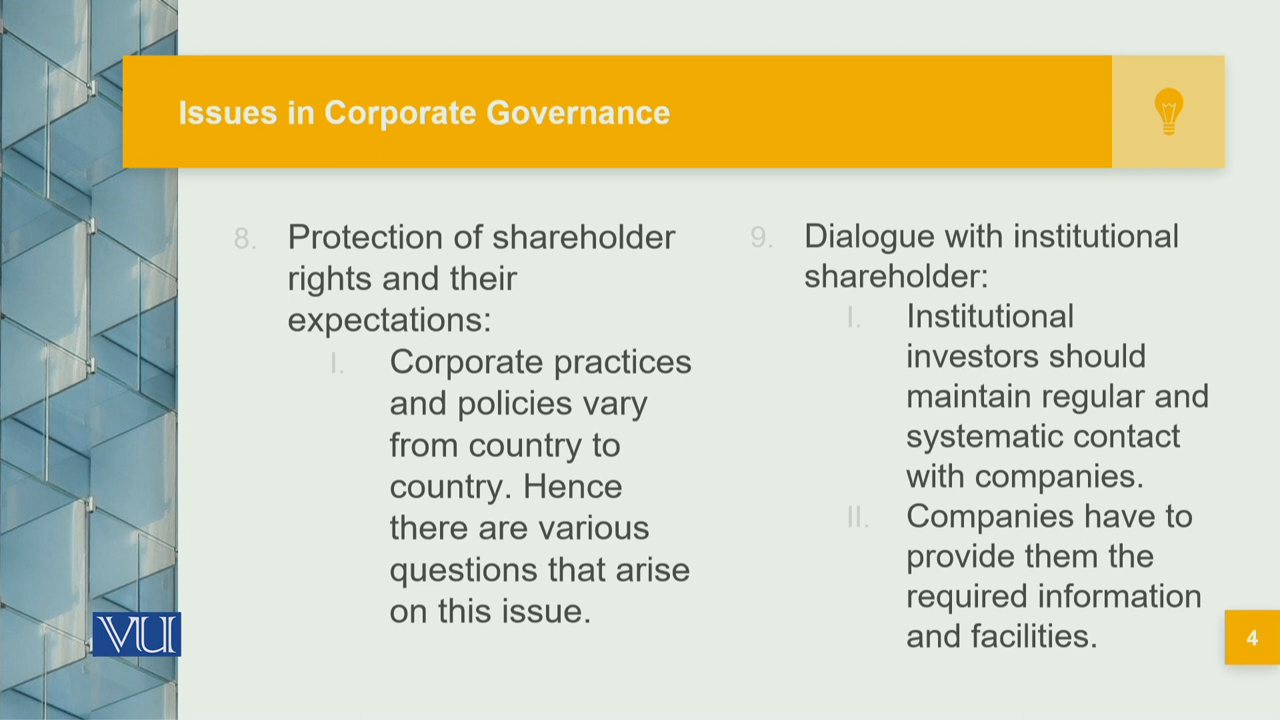 Issues in Corporate Governance
8. Protection of shareholder
rights and their
expectations:
I. Corporate practices
and policies vary
from country to
country. Hence
there are various
questions that arise
on this issue.
9. Dialogue with institutional
shareholder:
I. Institutional
investors should
maintain regular and
systematic contact
with companies.
II. Companies have to
provide them the
required information
and facilities.
VU
4